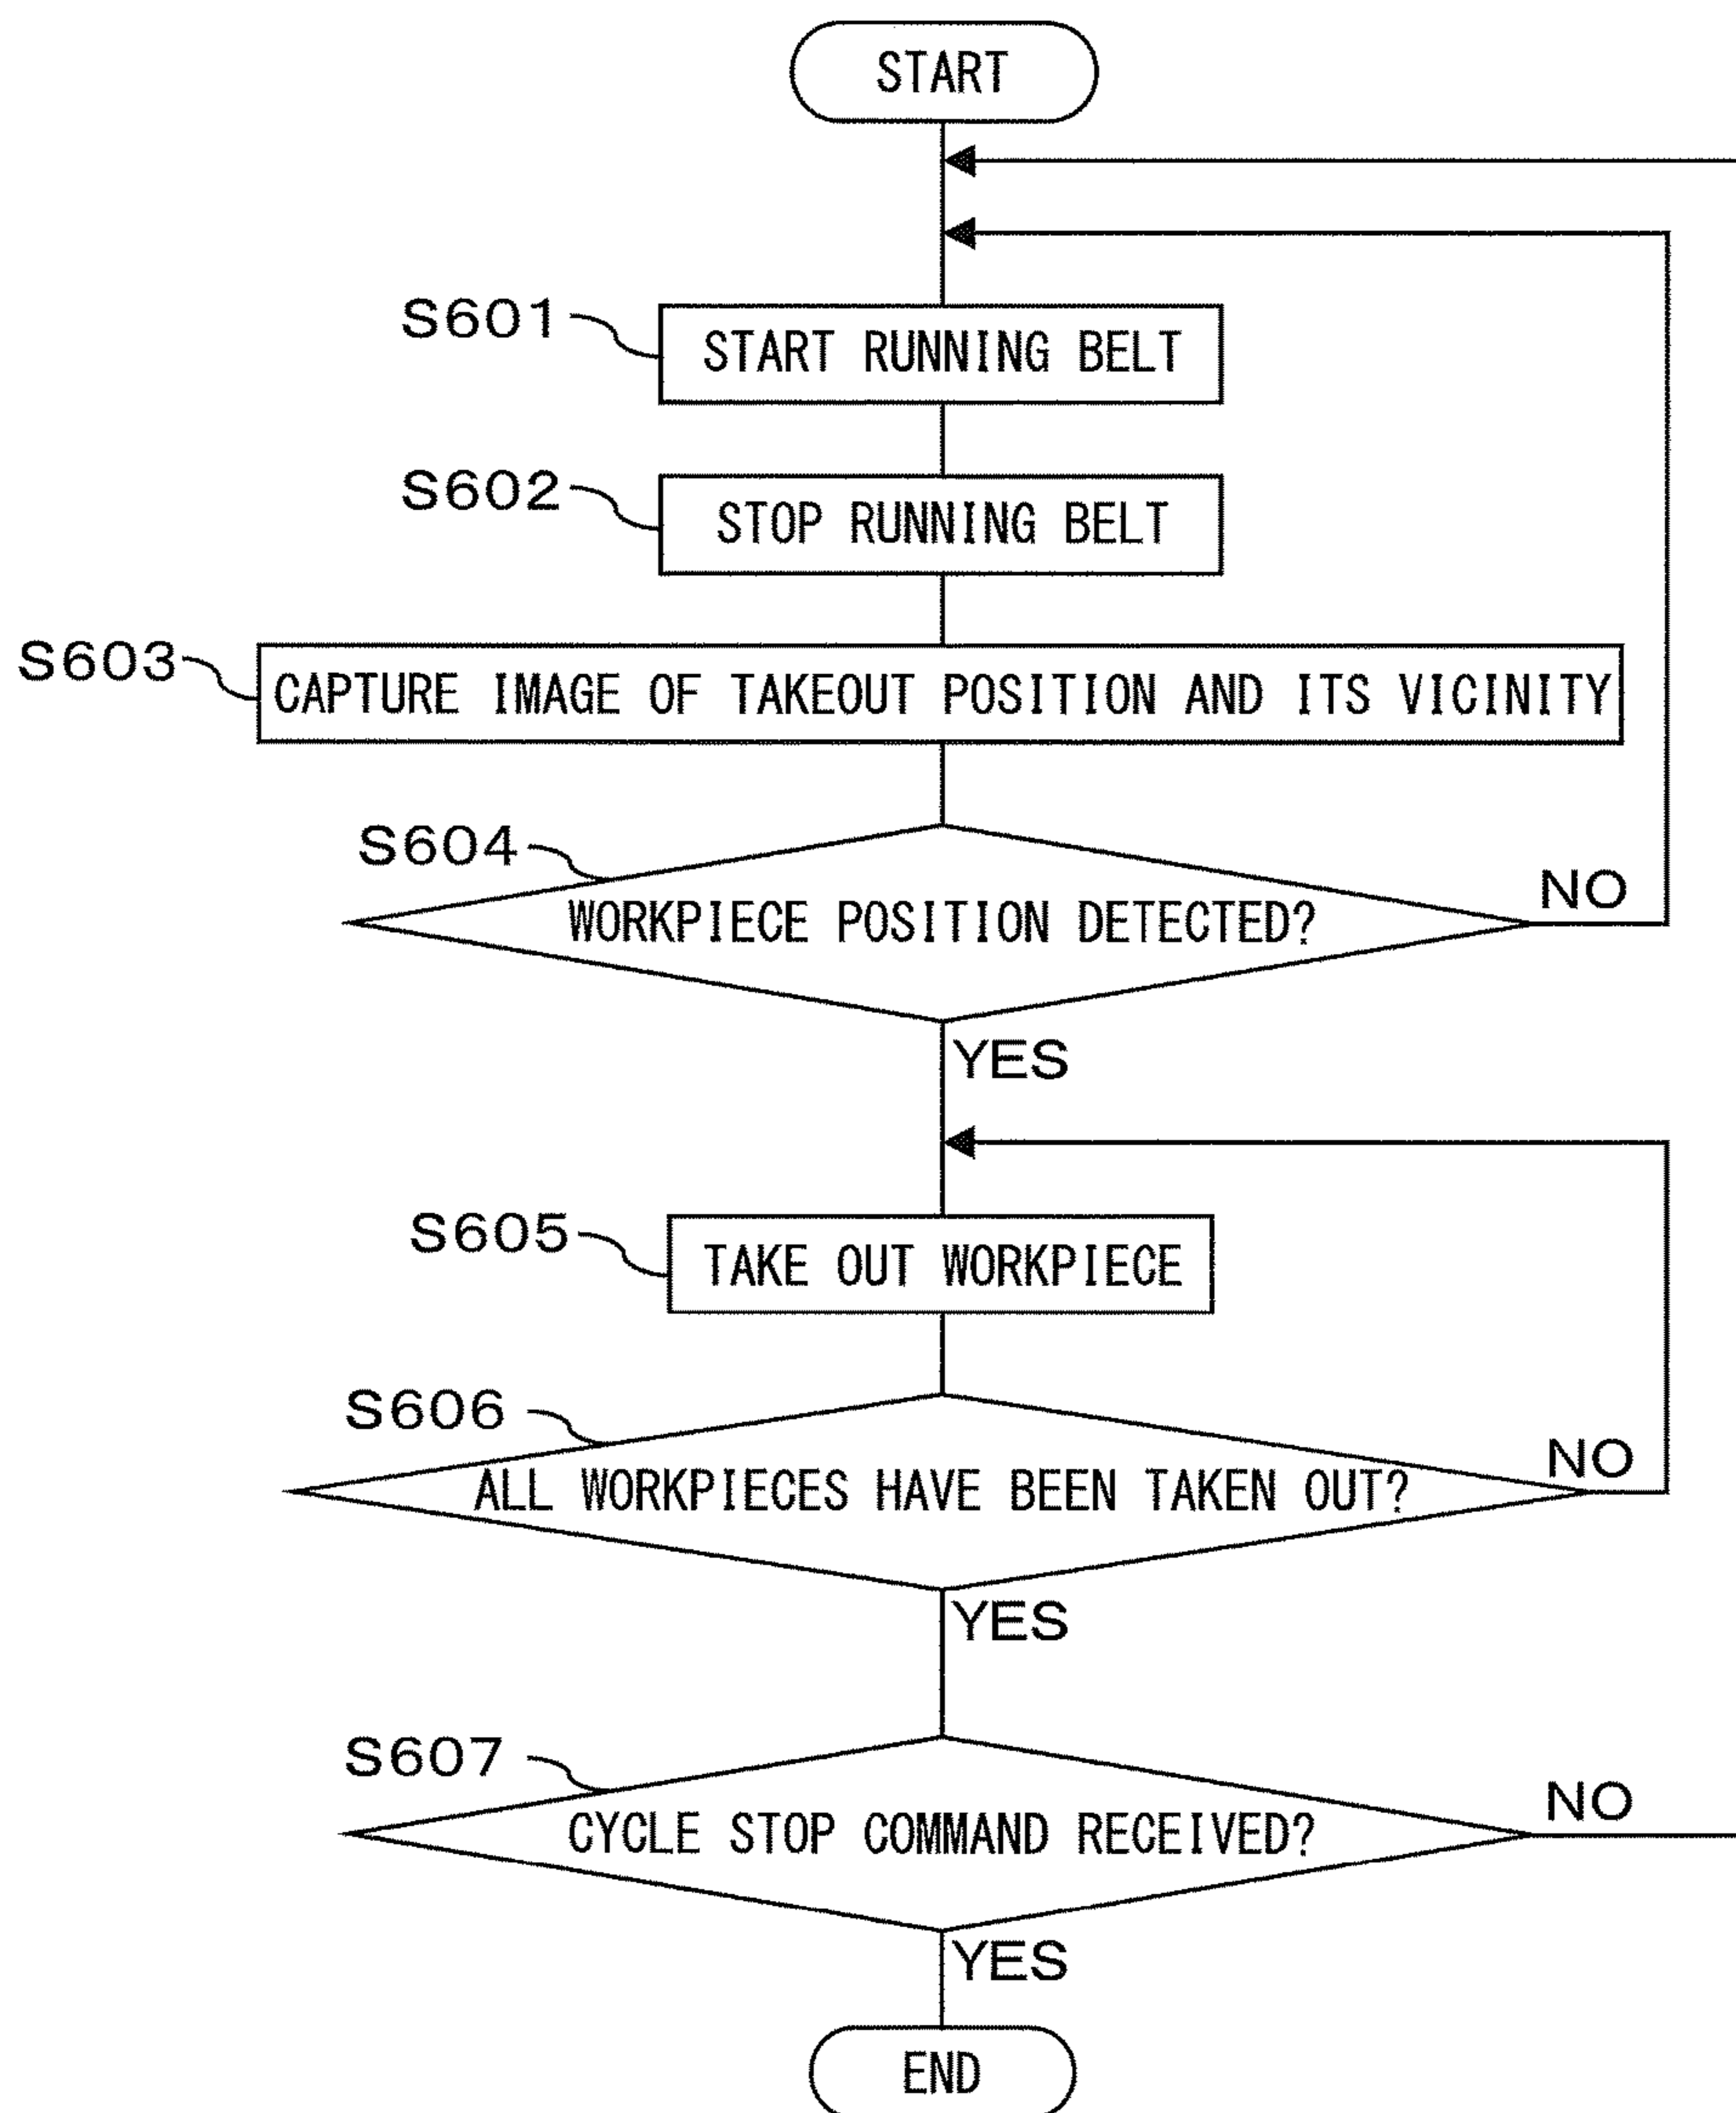 START
S601
START RUNNING BELT
S602
STOP RUNNING BELT
S603
CAPTURE IMAGE OF TAKEOUT POSITION AND ITS VICINITY
S604
WORKPIECE POSITION DETECTED?
NO
YES
S605
TAKE OUT WORKPIECE
S606
ALL WORKPIECES HAVE BEEN TAKEN OUT?
NO
YES
S607
CYCLE STOP COMMAND RECEIVED?
NO
YES
END